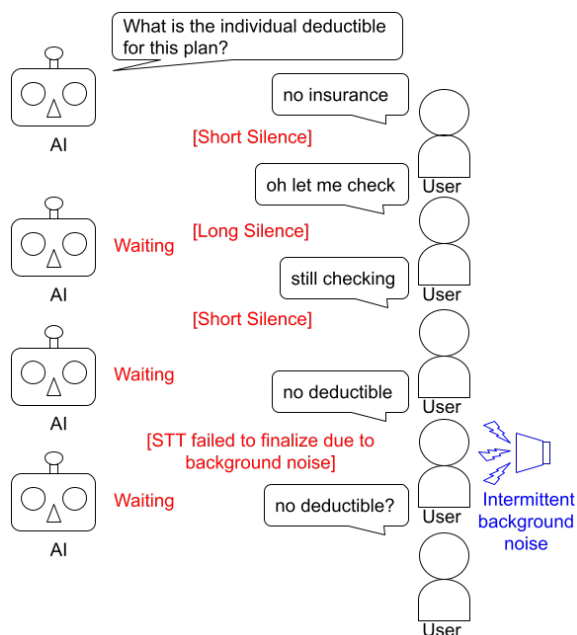 What is the individual deductible
for this plan?
no insurance
AI
[Short Silence]
oh let me check
User
Waiting
[Long Silence]
still checking
AI
User
[Short Silence]
Waiting
no deductible
AI
User
[STT failed to finalize due to
background noise]
Waiting
no deductible?
AI
User
Intermittent
background
noise
User